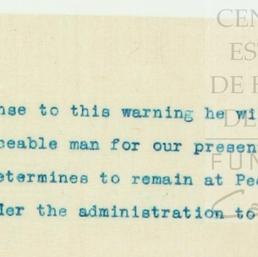 CEN
ES
DE
DE
FUN
nse to this warning he wi
ceable man for our presen
etermines to remain at Pe
der the administration to